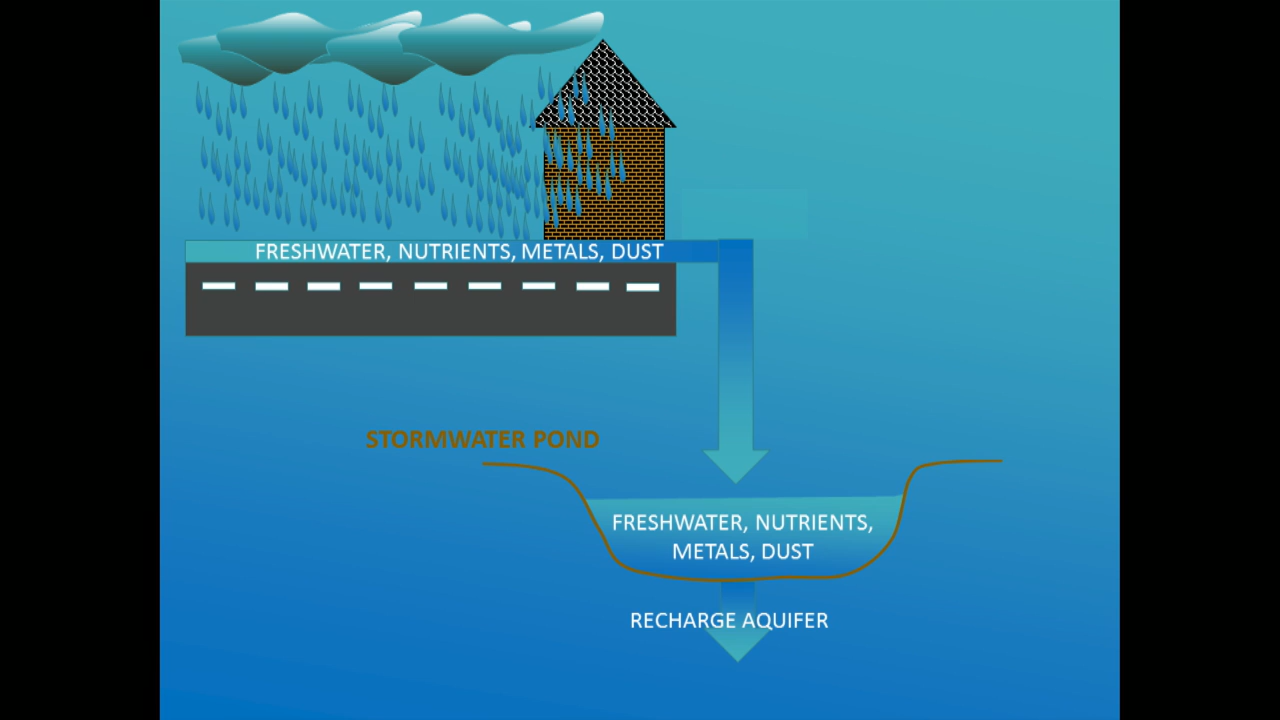 FRESHWATER, NUTRIENTS, METALS, DUST
STORMWATER POND
FRESHWATER, NUTRIENTS,
METALS, DUST
RECHARGE AQUIFER